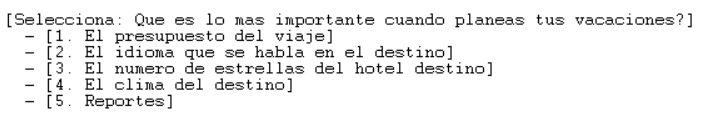 [Selecciona: Que es lo mas importante cuando planeas tus vacaciones?]
- [1. El presupuesto del viaje]
- [2. El idioma que se habla en el destino]
- [3. El numero de estrellas del hotel destino]
- [4. El clima del destino]
- [5. Reportes]